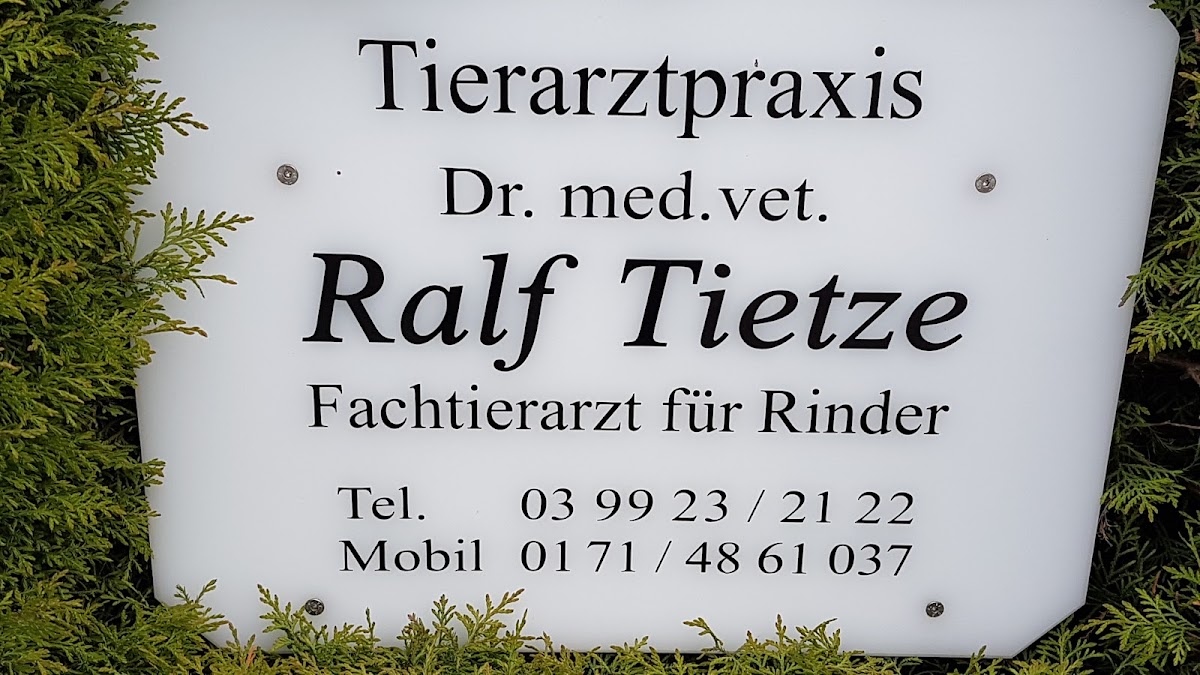 Tierarztpraxis
Dr. med.vet.
Ralf Tietze
Fachtierarzt für Rinder
Tel. 03 99 23 / 21 22
Mobil 01 71 / 48 61 037